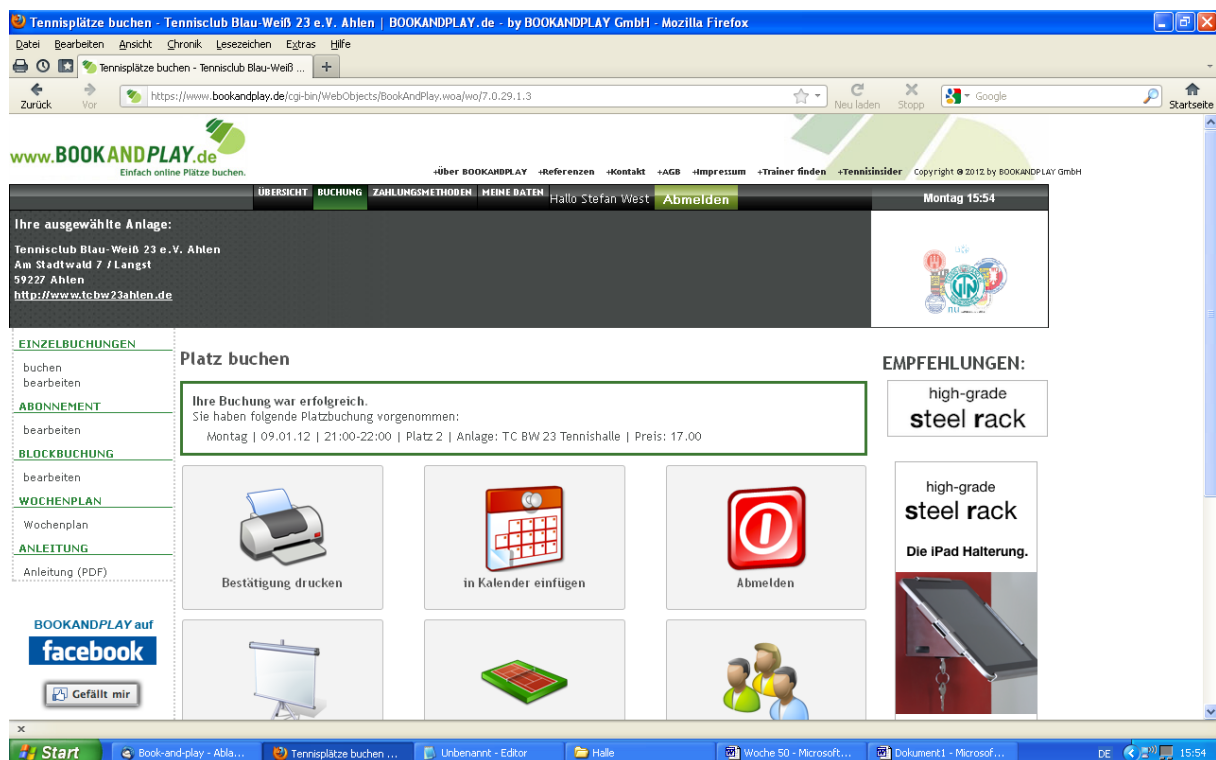 Tennisplätze buchen - Tennisclub Blau-Weiß 23 e.V. Ahlen | BOOKANDPLAY.de - by BOOKANDPLAY GmbH - Mozilla Firefox
Datei Bearbeiten Ansicht Chronik Lesezeichen Extras Hilfe
Tennisplätze buchen - Tennisclub Blau-Weiß ... +
Zurück Vor https://www.bookandplay.de/cgi-bin/WebObjects/BookAndPlay.woa/wo/7.0.29.1.3 Neu laden Stopp Google Startseite
www.BOOKANDPLAY.de
Einfach online Plätze buchen.
+Über BOOKANDPLAY +Referenzen +Kontakt +AGB +Impressum +Trainer finden +Tennisinsider Copyright © 2012 by BOOKANDPLAY GmbH
ÜBERSICHT BUCHUNG ZAHLUNGSMETHODEN MEINE DATEN Hallo Stefan West Abmelden Montag 15:54
Ihre ausgewählte Anlage:
Tennisclub Blau-Weiß 23 e.V. Ahlen
Am Stadtwald 7 / Langst
59227 Ahlen
http://www.tcbw23ahlen.de
EINZELBUCHUNGEN
buchen
bearbeiten
ABONNEMENT
bearbeiten
BLOCKBUCHUNG
bearbeiten
WOCHENPLAN
Wochenplan
ANLEITUNG
Anleitung (PDF)
BOOKANDPLAY auf
facebook
Gefällt mir
Platz buchen
Ihre Buchung war erfolgreich.
Sie haben folgende Platzbuchung vorgenommen:
Montag | 09.01.12 | 21:00-22:00 | Platz 2 | Anlage: TC BW 23 Tennishalle | Preis: 17.00
Bestätigung drucken
in Kalender einfügen
Abmelden
EMPFEHLUNGEN:
high-grade
steel rack
high-grade
steel rack
Die iPad Halterung.
x
Start Book-and-play - Abla... Tennisplätze buchen ... Unbenannt - Editor Halle Woche 50 - Microsoft... Dokument1 - Microsof... DE 15:54